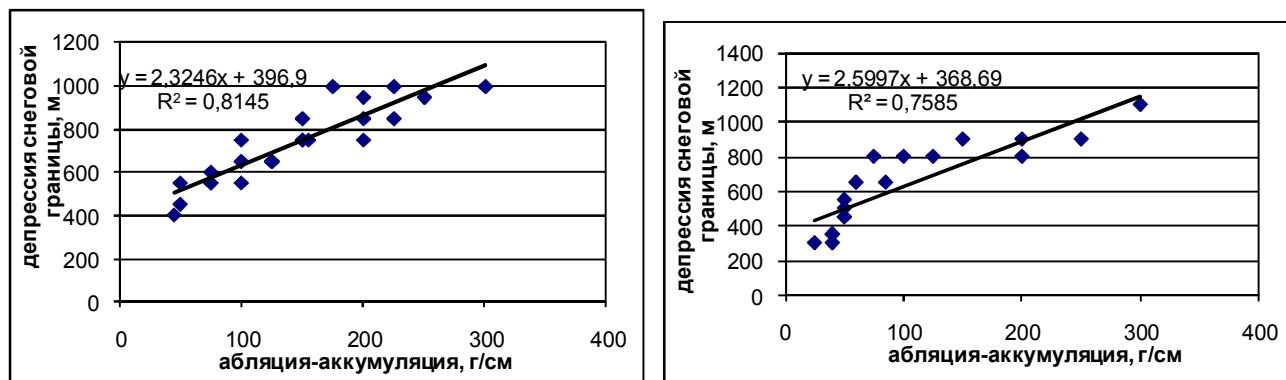 депрессия снеговой
границы, м
1200
1000
800
600
400
200
0
y = 2,3246x + 396,9
R² = 0,8145
0 100 200 300 400
абляция-аккумуляция, г/см
депрессия снеговой
границы, м
1400
1200
1000
800
600
400
200
0
y = 2,5997x + 368,69
R² = 0,7585
0 100 200 300 400
абляция-аккумуляция, г/см